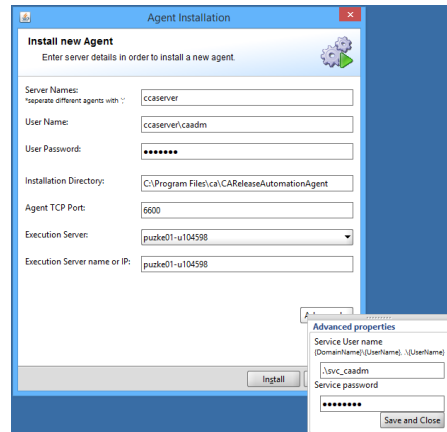 Agent Installation
Install new Agent
Enter server details in order to install a new agent.
Server Names:
*seperate different agents with ';'
ccaserver
User Name:
ccaserver\caadm
User Password:
●●●●●●●
Installation Directory:
C:\Program Files\ca\CAReleaseAutomationAgent
Agent TCP Port:
6600
Execution Server:
puzke01-u104598
Execution Server name or IP:
puzke01-u104598
Install
Advanced properties
Service User name
{DomainName}\{UserName}, .\{UserName}
.\svc_caadm
Service password
●●●●●●●●
Save and Close